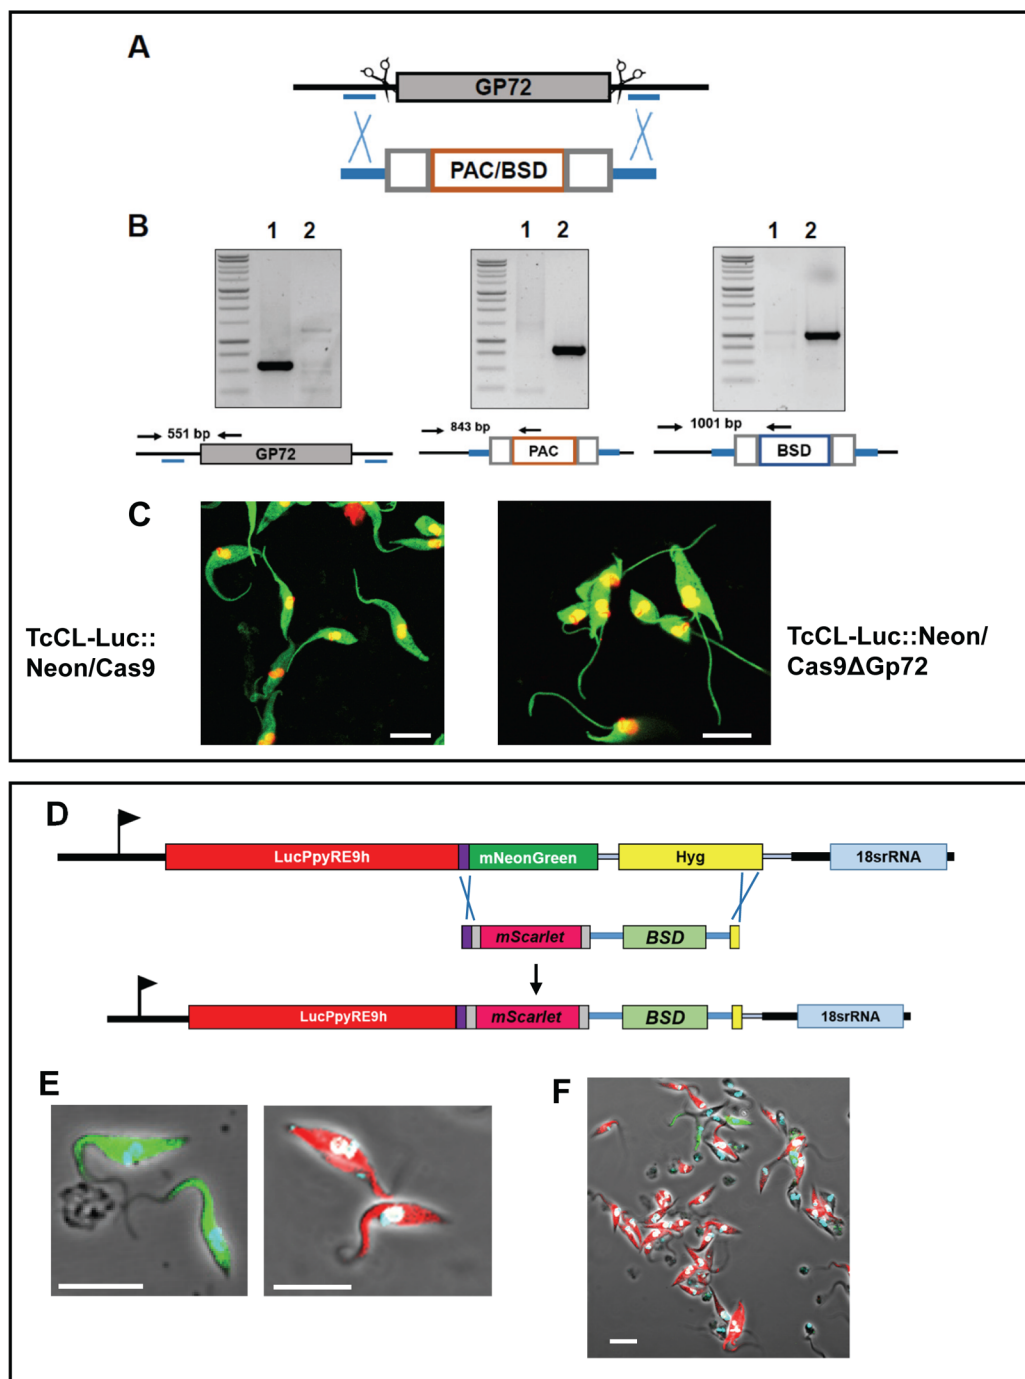 A
GP72
PAC/BSD
B
1 2
1 2
1 2
551 bp
GP72
843 bp
PAC
1001 bp
BSD
C
TcCL-Luc::
Neon/Cas9
TcCL-Luc::Neon/
Cas9ΔGp72
D
LucPpyRE9h
mNeonGreen
Hyg
18srRNA
mScarlet
BSD
LucPpyRE9h
mScarlet
BSD
18srRNA
E
F